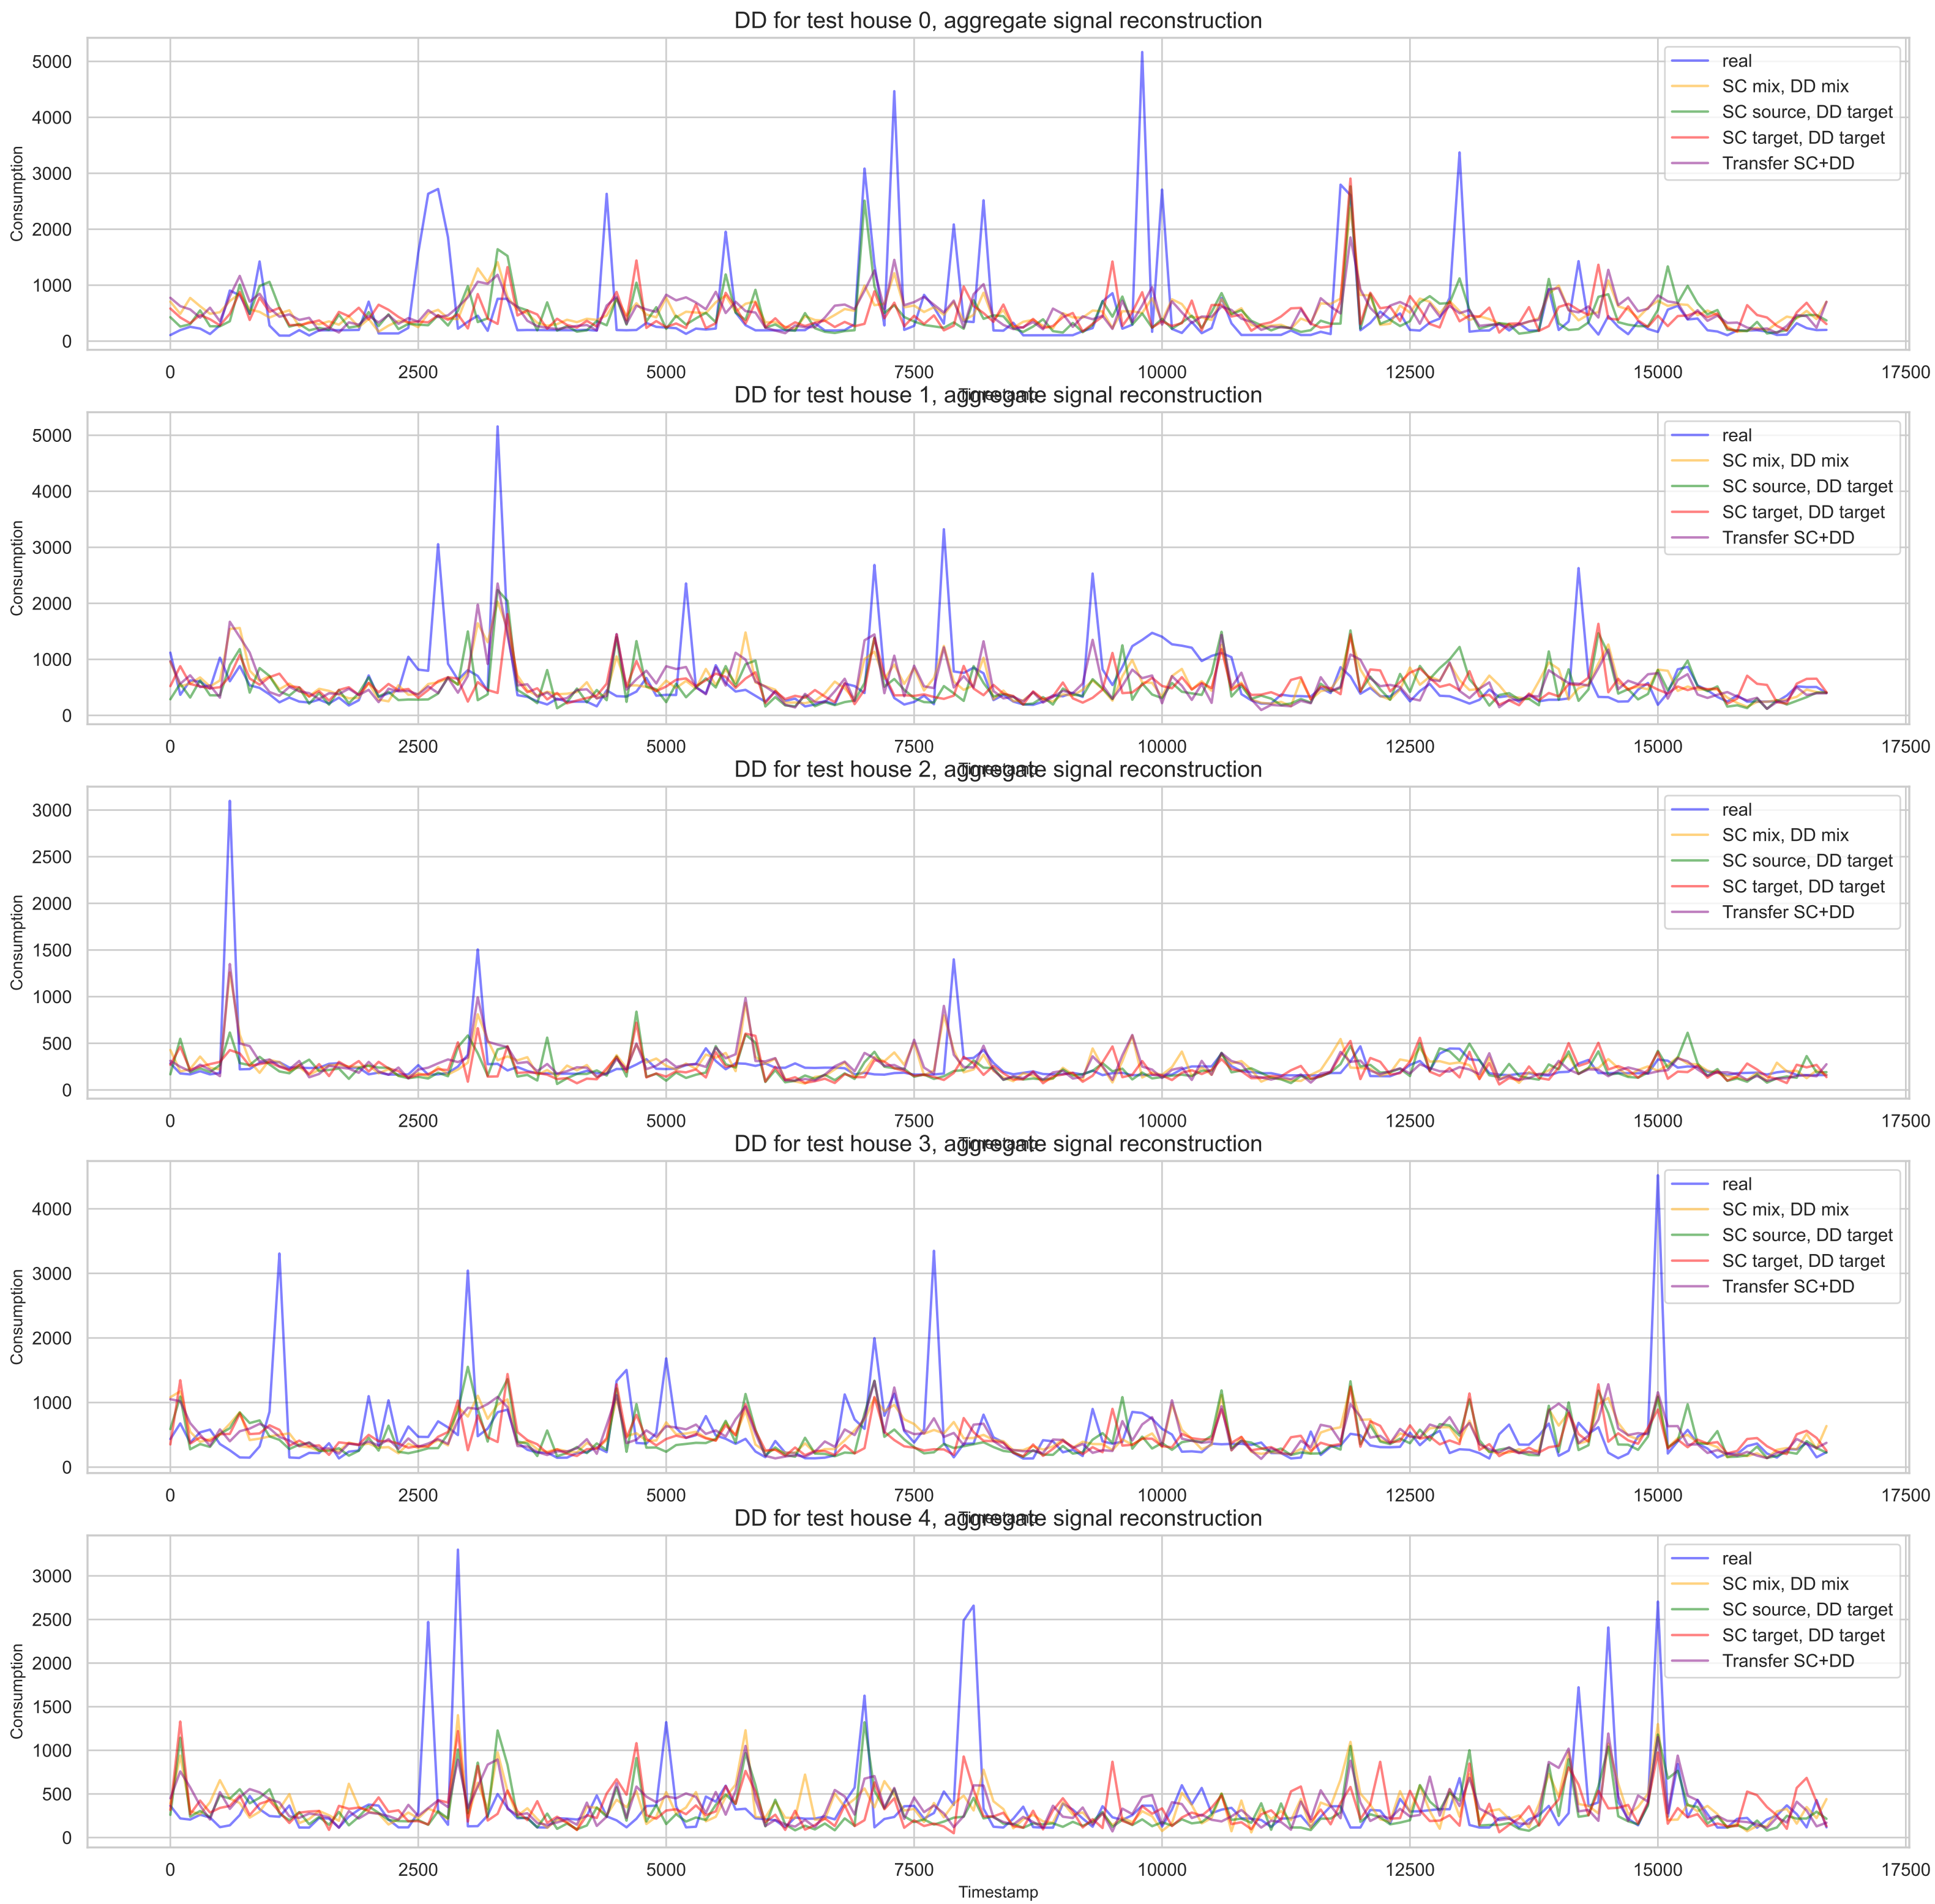 DD for test house 0, aggregate signal reconstruction
Consumption
5000
4000
3000
2000
1000
0
real
SC mix, DD mix
SC source, DD target
SC target, DD target
Transfer SC+DD
0 2500 5000 7500 10000 12500 15000 17500
Timestamp
DD for test house 1, aggregate signal reconstruction
Consumption
5000
4000
3000
2000
1000
0
real
SC mix, DD mix
SC source, DD target
SC target, DD target
Transfer SC+DD
0 2500 5000 7500 10000 12500 15000 17500
Timestamp
DD for test house 2, aggregate signal reconstruction
Consumption
3000
2500
2000
1500
1000
500
0
real
SC mix, DD mix
SC source, DD target
SC target, DD target
Transfer SC+DD
0 2500 5000 7500 10000 12500 15000 17500
Timestamp
DD for test house 3, aggregate signal reconstruction
Consumption
4000
3000
2000
1000
0
real
SC mix, DD mix
SC source, DD target
SC target, DD target
Transfer SC+DD
0 2500 5000 7500 10000 12500 15000 17500
Timestamp
DD for test house 4, aggregate signal reconstruction
Consumption
3000
2500
2000
1500
1000
500
0
real
SC mix, DD mix
SC source, DD target
SC target, DD target
Transfer SC+DD
0 2500 5000 7500 10000 12500 15000 17500
Timestamp